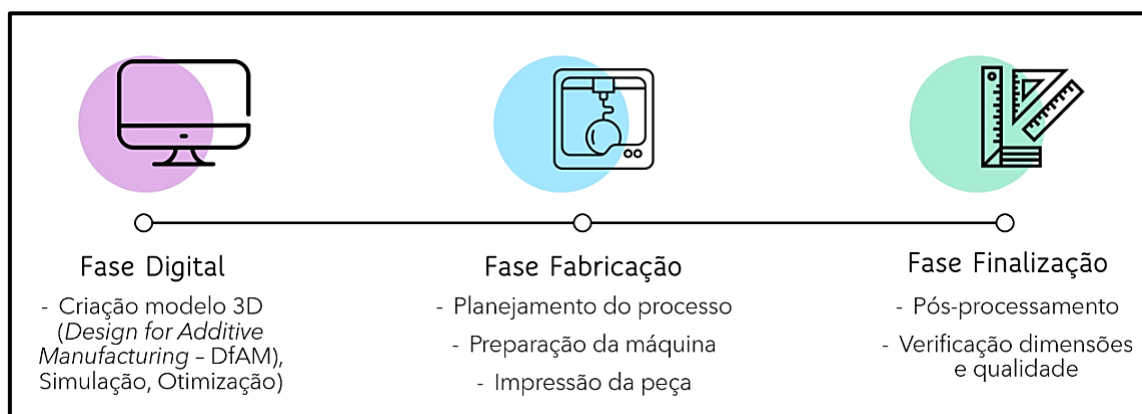 Fase Digital
- Criação modelo 3D
(Design for Additive
Manufacturing – DfAM),
Simulação, Otimização)
Fase Fabricação
- Planejamento do processo
- Preparação da máquina
- Impressão da peça
Fase Finalização
- Pós-processamento
- Verificação dimensões
e qualidade